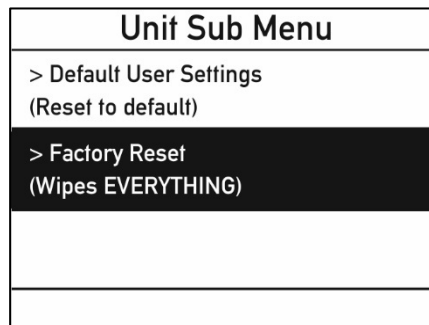 Unit Sub Menu
> Default User Settings
(Reset to default)
> Factory Reset
(Wipes EVERYTHING)